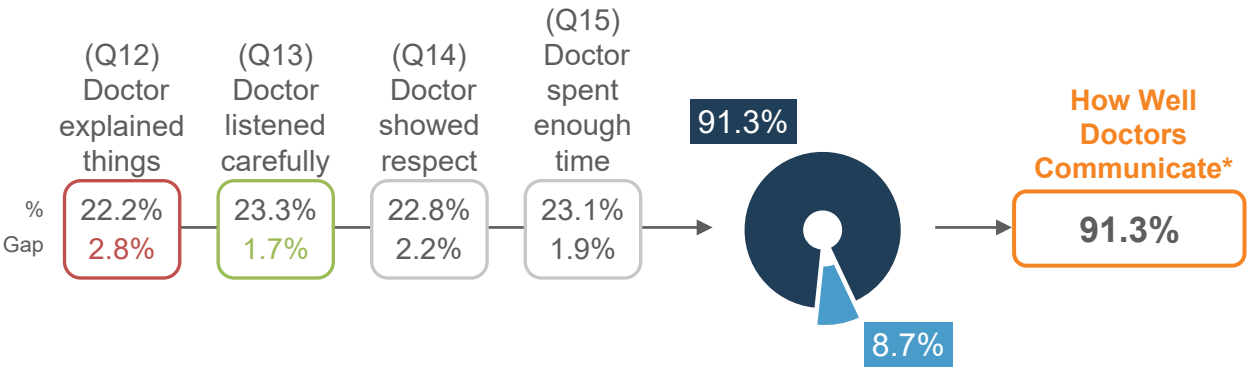 (Q12)
Doctor
explained
things
(Q13)
Doctor
listened
carefully
(Q14)
Doctor
showed
respect
(Q15)
Doctor
spent
enough
time
%
Gap
22.2%
2.8%
23.3%
1.7%
22.8%
2.2%
23.1%
1.9%
91.3%
8.7%
How Well
Doctors
Communicate*
91.3%